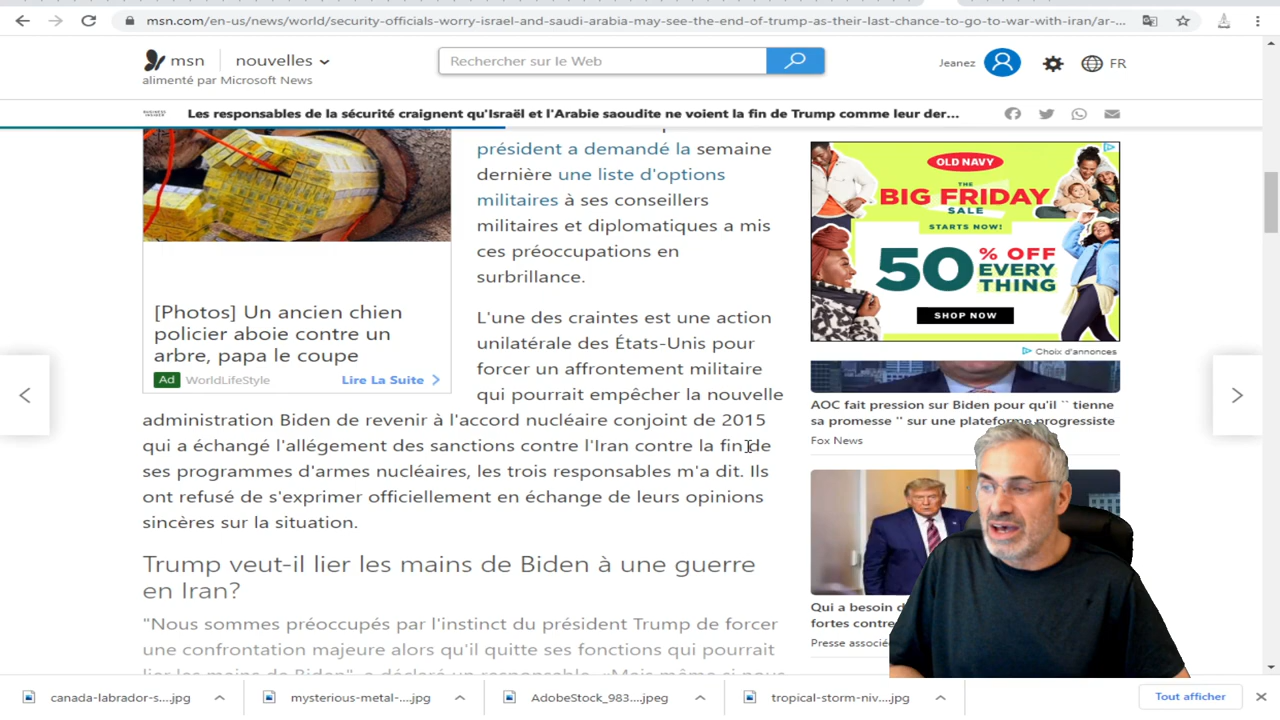 msn.com/en-us/news/world/security-officials-worry-israel-and-saudi-arabia-may-see-the-end-of-trump-as-their-last-chance-to-go-to-war-with-iran/ar-...
msn nouvelles
alimenté par Microsoft News
Rechercher sur le Web
Jeanez
FR
BUSINESS INSIDER
Les responsables de la sécurité craignent qu'Israël et l'Arabie saoudite ne voient la fin de Trump comme leur der...
président a demandé la semaine
dernière une liste d'options
militaires à ses conseillers
militaires et diplomatiques a mis
ces préoccupations en
surbrillance.
[Photos] Un ancien chien
policier aboie contre un
arbre, papa le coupe
Ad WorldLifeStyle Lire La Suite
L'une des craintes est une action
unilatérale des États-Unis pour
forcer un affrontement militaire
qui pourrait empêcher la nouvelle
administration Biden de revenir à l'accord nucléaire conjoint de 2015
qui a échangé l'allégement des sanctions contre l'Iran contre la fin de
ses programmes d'armes nucléaires, les trois responsables m'a dit. Ils
ont refusé de s'exprimer officiellement en échange de leurs opinions
sincères sur la situation.
Trump veut-il lier les mains de Biden à une guerre
en Iran?
"Nous sommes préoccupés par l'instinct du président Trump de forcer
une confrontation majeure alors qu'il quitte ses fonctions qui pourrait
lier les mains de Biden", a déclaré un responsable. «Mais même si nous
OLD NAVY
THE
BIG FRIDAY
SALE
STARTS NOW!
50 % OFF
EVERY
THING
SHOP NOW
Choix d'annonces
AOC fait pression sur Biden pour qu'il `` tienne
sa promesse '' sur une plateforme progressiste
Fox News
Qui a besoin d
fortes contre
Presse associé
canada-labrador-s....jpg
mysterious-metal-....jpg
AdobeStock_983....jpeg
tropical-storm-niv....jpg
Tout afficher